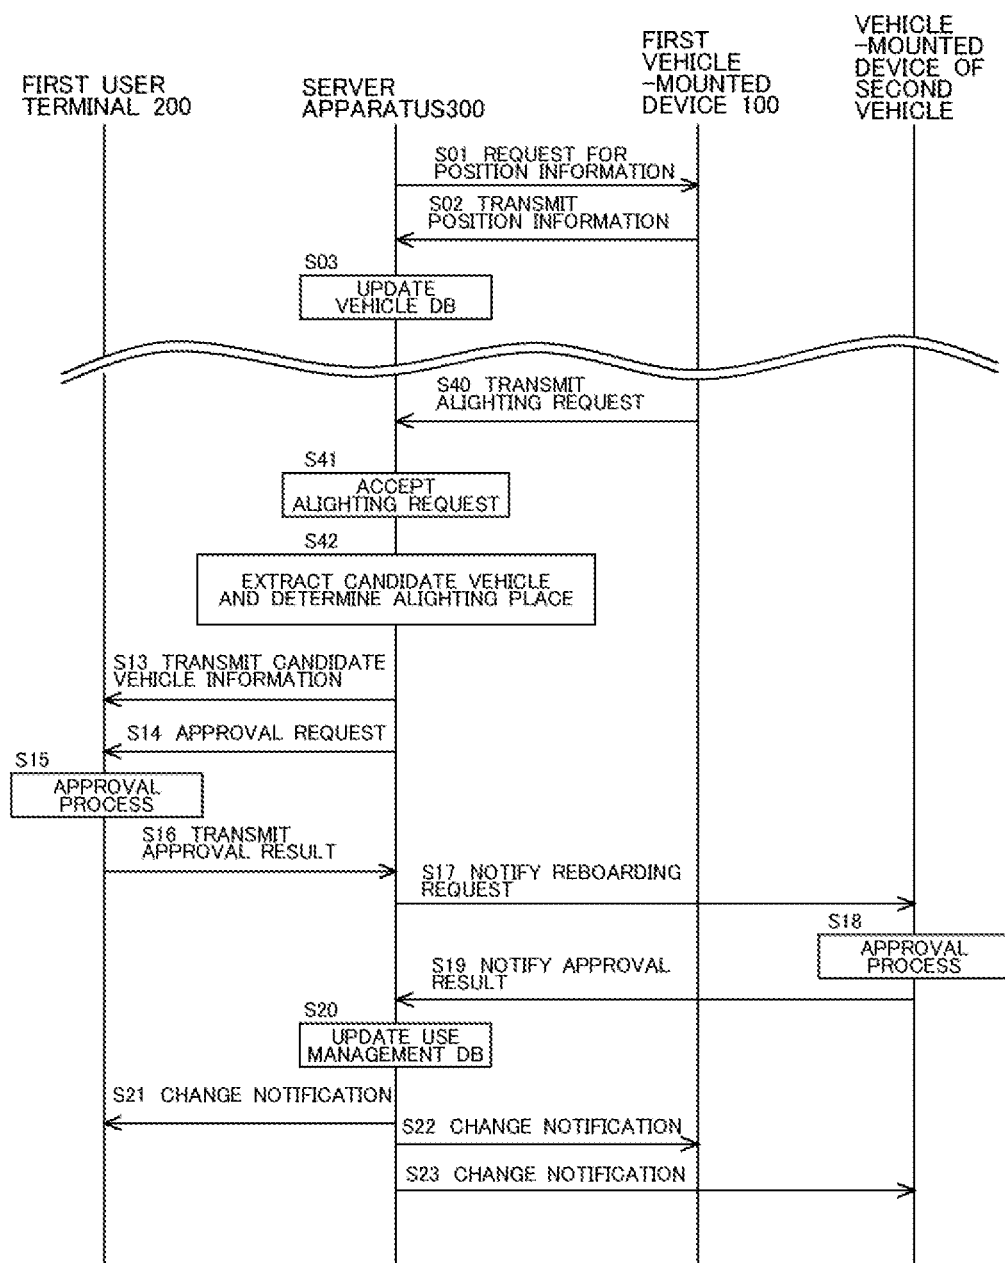 FIRST USER
TERMINAL 200
SERVER
APPARATUS300
FIRST
VEHICLE
-MOUNTED
DEVICE 100
VEHICLE
-MOUNTED
DEVICE OF
SECOND
VEHICLE
S01 REQUEST FOR
POSITION INFORMATION
S02 TRANSMIT
POSITION INFORMATION
S03
UPDATE
VEHICLE DB
S40 TRANSMIT
ALIGHTING REQUEST
S41
ACCEPT
ALIGHTING REQUEST
S42
EXTRACT CANDIDATE VEHICLE
AND DETERMINE ALIGHTING PLACE
S13 TRANSMIT CANDIDATE
VEHICLE INFORMATION
S14 APPROVAL REQUEST
S15
APPROVAL
PROCESS
S16 TRANSMIT
APPROVAL RESULT
S17 NOTIFY REBOARDING
REQUEST
S18
APPROVAL
PROCESS
S19 NOTIFY APPROVAL
RESULT
S20
UPDATE USE
MANAGEMENT DB
S21 CHANGE NOTIFICATION
S22 CHANGE NOTIFICATION
S23 CHANGE NOTIFICATION